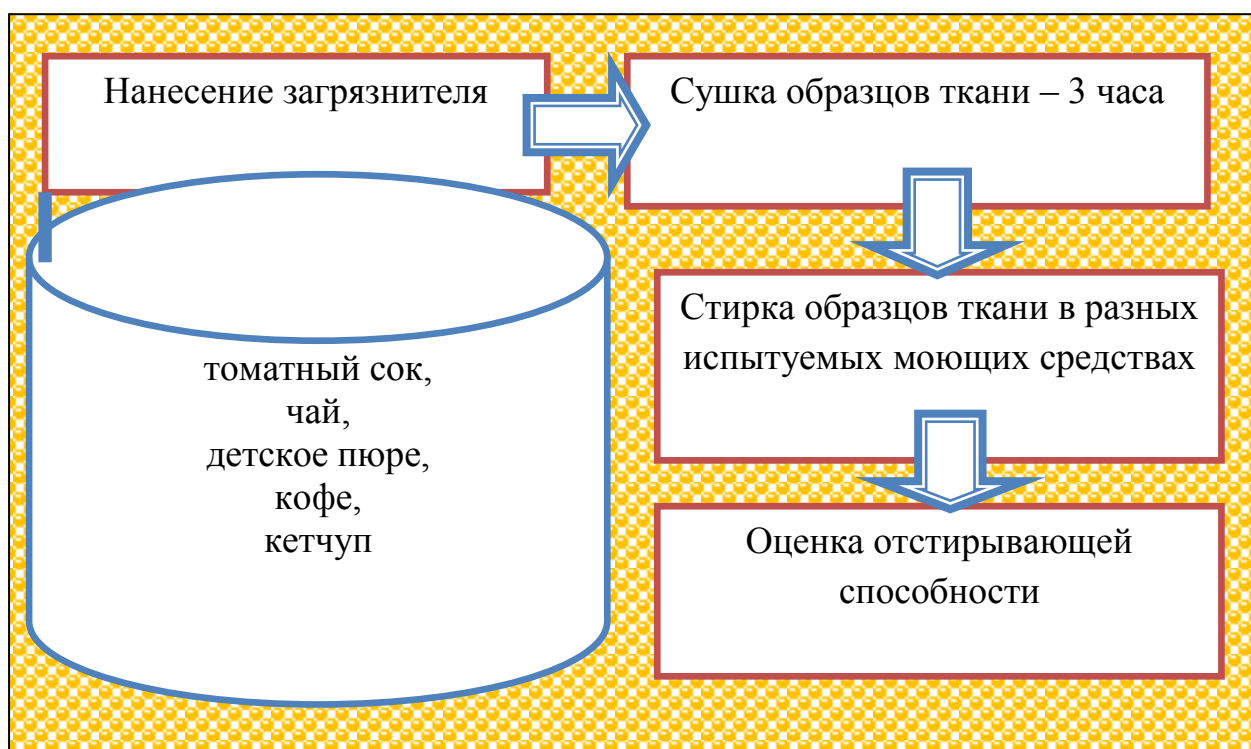 Нанесение загрязнителя
томатный сок,
чай,
детское пюре,
кофе,
кетчуп
Сушка образцов ткани – 3 часа
Стирка образцов ткани в разных
испытуемых моющих средствах
Оценка отстирывающей
способности